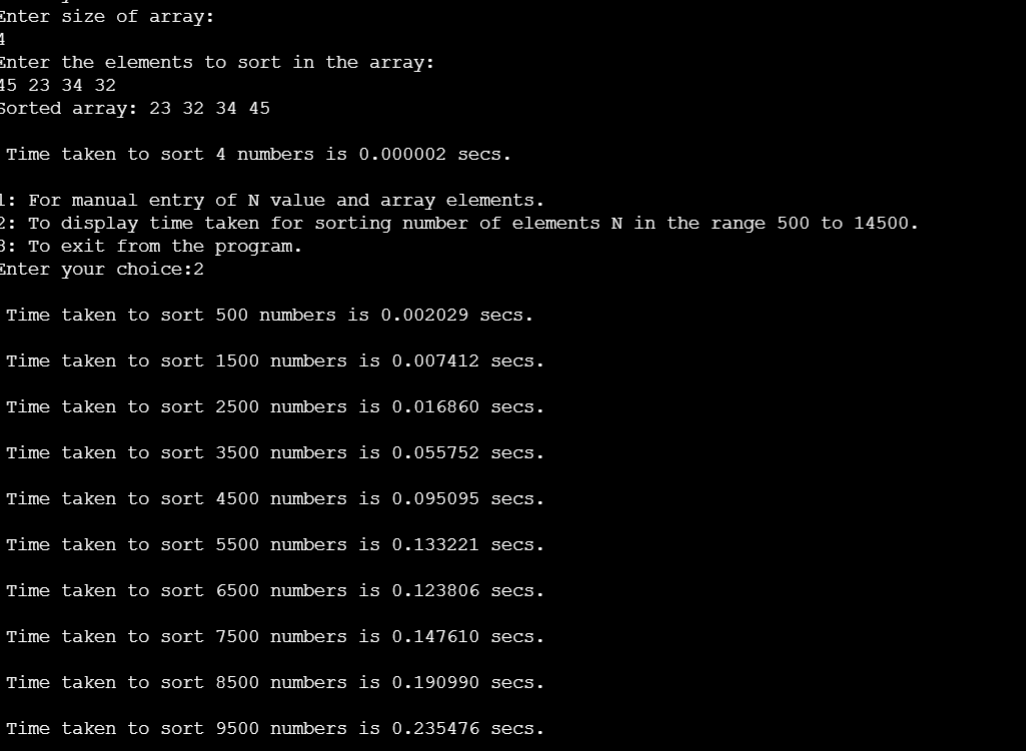 Enter size of array:
4
Enter the elements to sort in the array:
45 23 34 32
Sorted array: 23 32 34 45
Time taken to sort 4 numbers is 0.000002 secs.
1: For manual entry of N value and array elements.
2: To display time taken for sorting number of elements N in the range 500 to 14500.
3: To exit from the program.
Enter your choice:2
Time taken to sort 500 numbers is 0.002029 secs.
Time taken to sort 1500 numbers is 0.007412 secs.
Time taken to sort 2500 numbers is 0.016860 secs.
Time taken to sort 3500 numbers is 0.055752 secs.
Time taken to sort 4500 numbers is 0.095095 secs.
Time taken to sort 5500 numbers is 0.133221 secs.
Time taken to sort 6500 numbers is 0.123806 secs.
Time taken to sort 7500 numbers is 0.147610 secs.
Time taken to sort 8500 numbers is 0.190990 secs.
Time taken to sort 9500 numbers is 0.235476 secs.